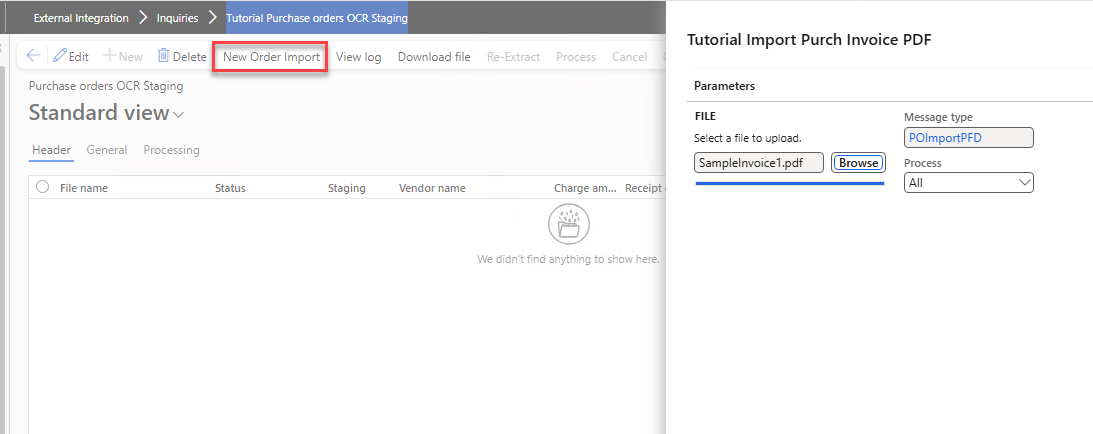 External Integration > Inquiries > Tutorial Purchase orders OCR Staging
Edit New Delete New Order Import View log Download file Re-Extract Process Cancel
Purchase orders OCR Staging
Standard view
Header General Processing
File name Status Staging Vendor name Charge am... Receipt
We didn't find anything to show here.
Tutorial Import Purch Invoice PDF
Parameters
FILE
Select a file to upload.
SampleInvoice1.pdf Browse
Message type
POImportPFD
Process
All